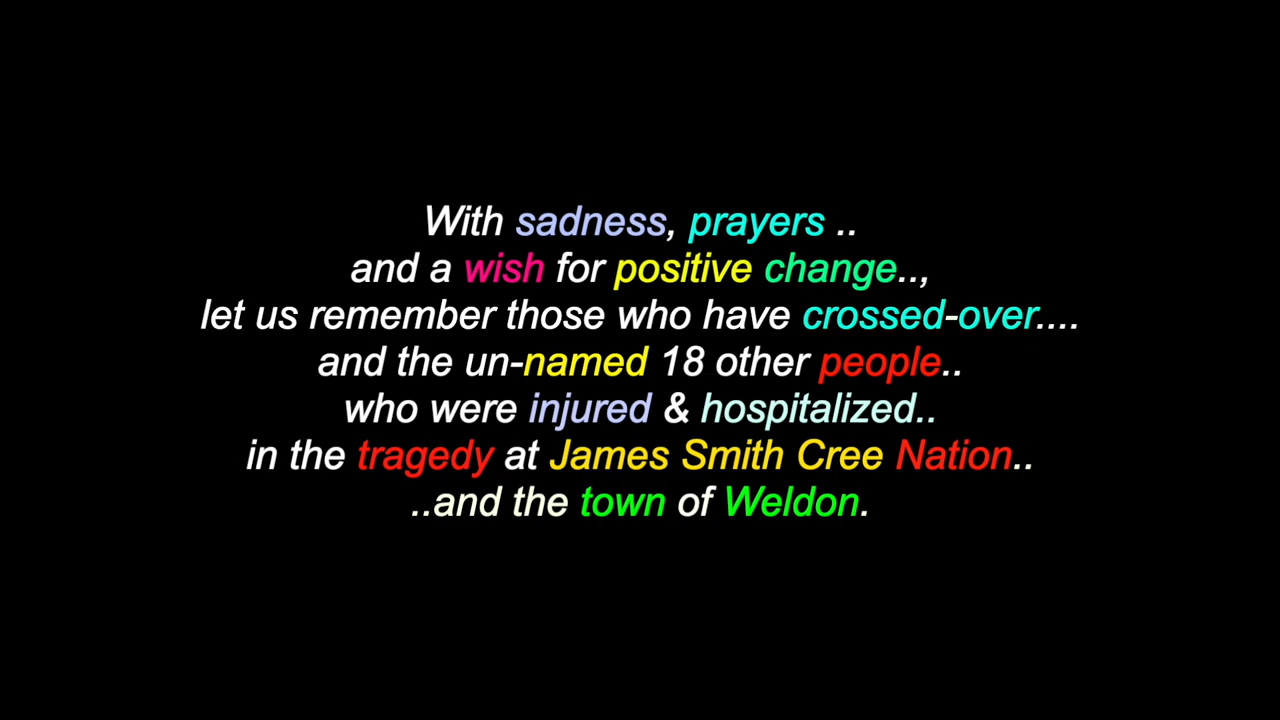 With sadness, prayers ..
and a wish for positive change..,
let us remember those who have crossed-over....
and the un-named 18 other people..
who were injured & hospitalized..
in the tragedy at James Smith Cree Nation..
..and the town of Weldon.